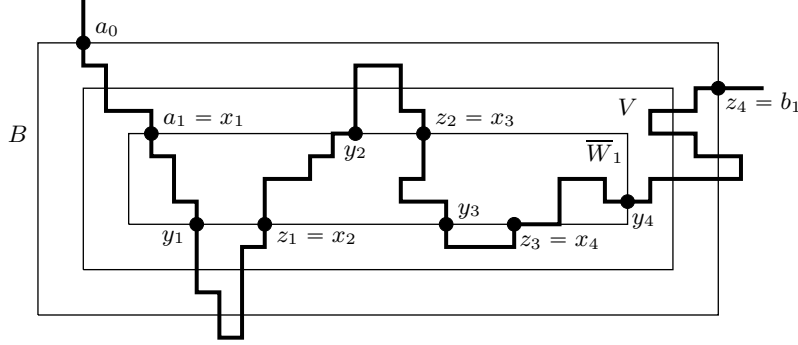 a₀
V
z₄ = b₁
a₁ = x₁
z₂ = x₃
B
y₂
W̅₁
y₃
y₄
y₁
z₁ = x₂
z₃ = x₄